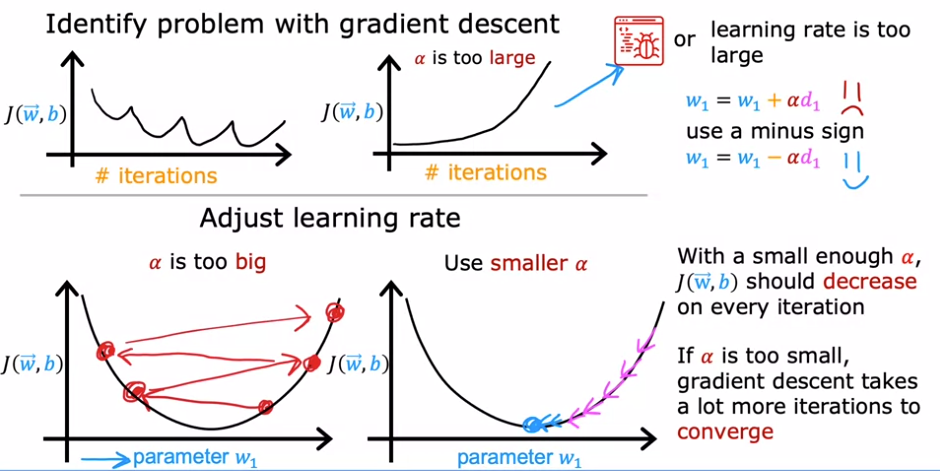 Identify problem with gradient descent
J(w⃗, b)
# iterations
α is too large
J(w⃗, b)
# iterations
or learning rate is too
large
w₁ = w₁ + αd₁
use a minus sign
w₁ = w₁ − αd₁
Adjust learning rate
α is too big
J(w⃗, b)
parameter w₁
Use smaller α
J(w⃗, b)
parameter w₁
With a small enough α,
J(w⃗, b) should decrease
on every iteration
If α is too small,
gradient descent takes
a lot more iterations to
converge